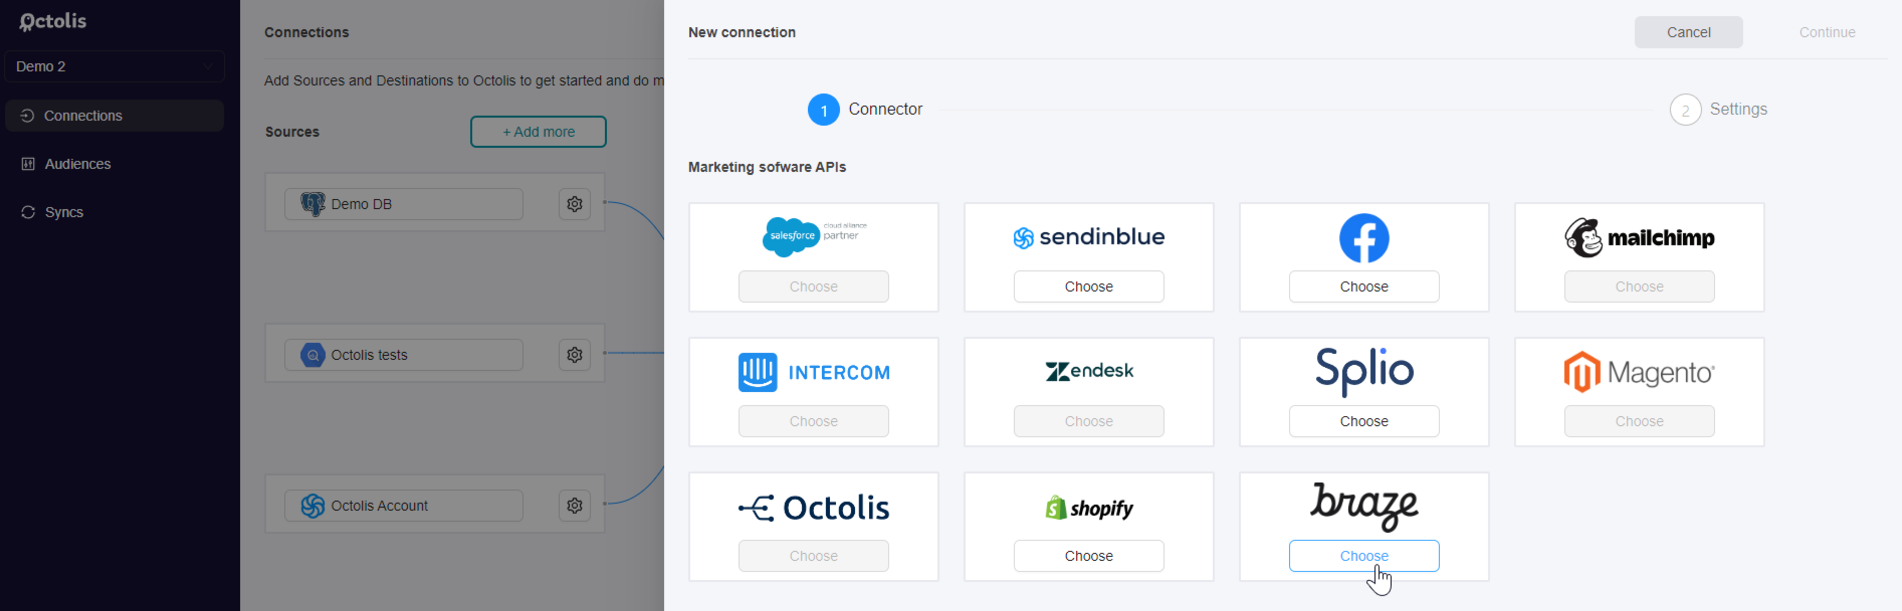 Octolis
Demo 2
Connections
Audiences
Syncs
Connections
Add Sources and Destinations to Octolis to get started and do m
Sources
+ Add more
Demo DB
Octolis tests
Octolis Account
New connection
Cancel
Continue
1 Connector
2 Settings
Marketing sofware APIs
salesforce
cloud alliance
partner
Choose
sendinblue
Choose
Choose
mailchimp
Choose
INTERCOM
Choose
Zendesk
Choose
Splio
Choose
Magento®
Choose
Octolis
Choose
shopify
Choose
braze
Choose